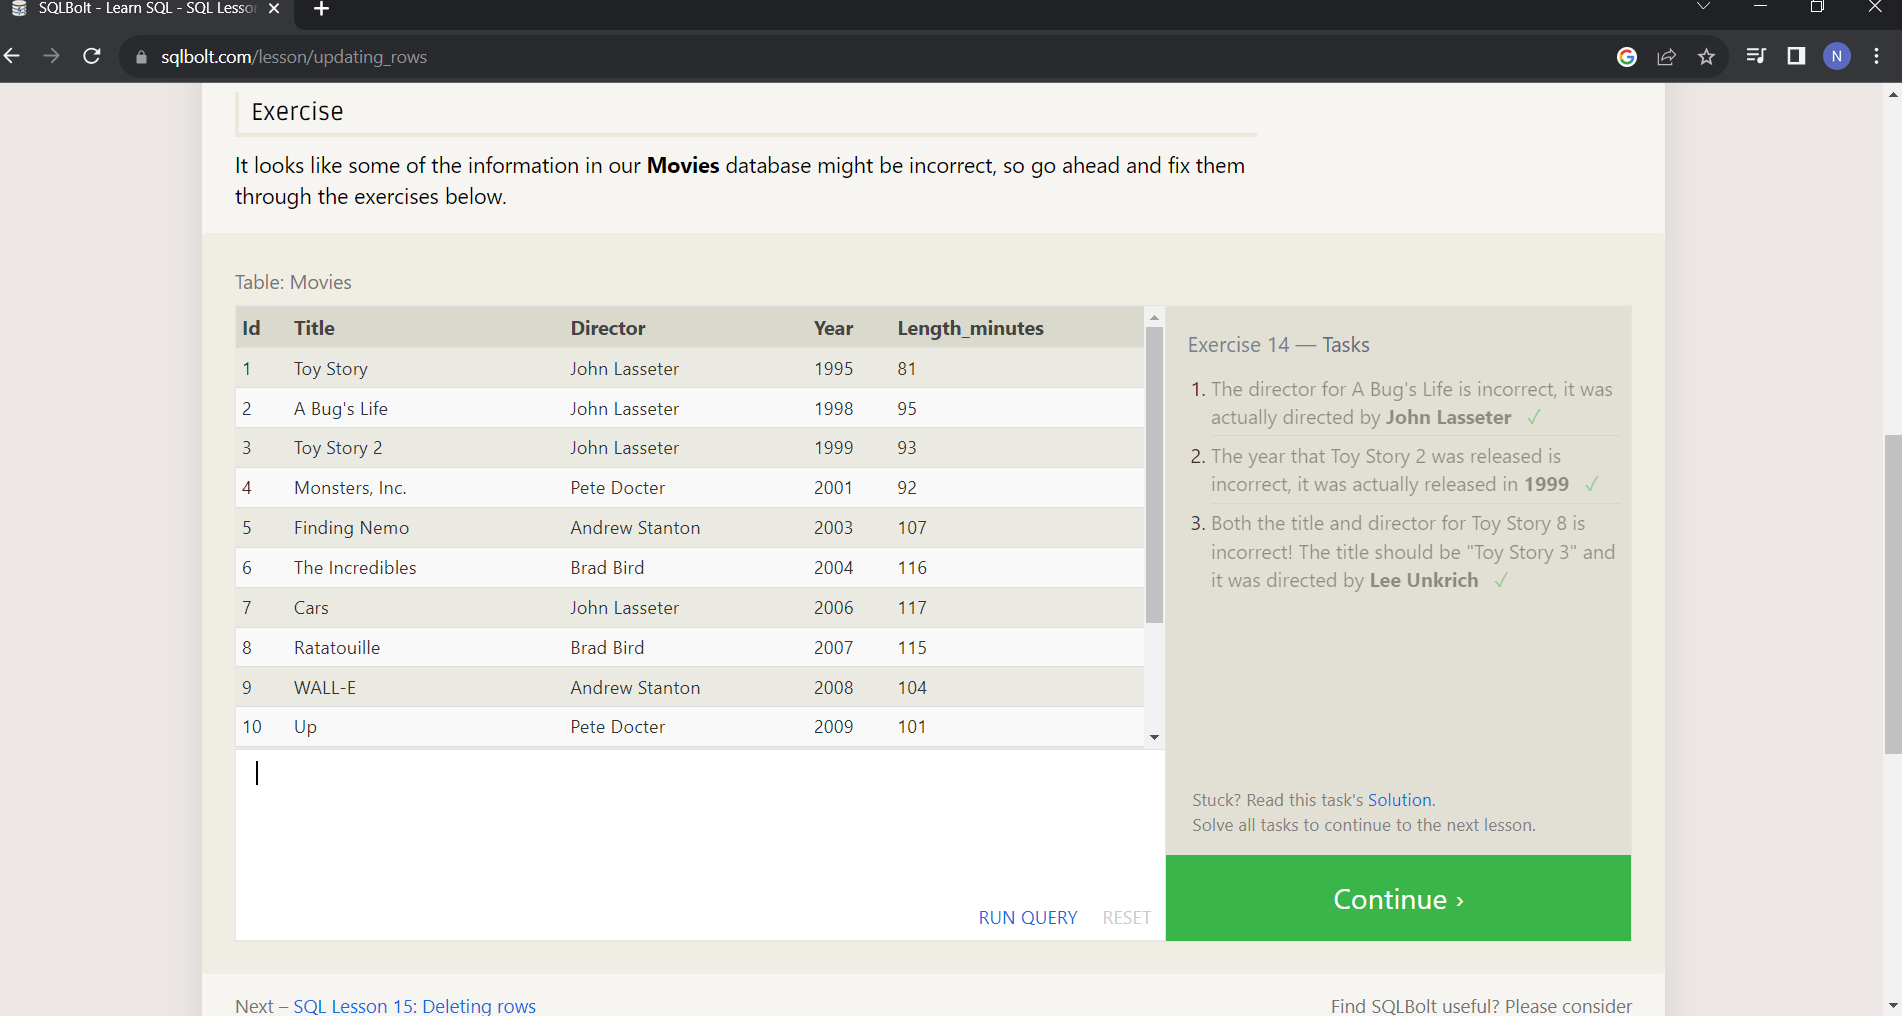 SQLBolt - Learn SQL - SQL Lesson
sqlbolt.com/lesson/updating_rows
N
Exercise
It looks like some of the information in our Movies database might be incorrect, so go ahead and fix them
through the exercises below.
Table: Movies
Id Title Director Year Length_minutes
1 Toy Story John Lasseter 1995 81
2 A Bug's Life John Lasseter 1998 95
3 Toy Story 2 John Lasseter 1999 93
4 Monsters, Inc. Pete Docter 2001 92
5 Finding Nemo Andrew Stanton 2003 107
6 The Incredibles Brad Bird 2004 116
7 Cars John Lasseter 2006 117
8 Ratatouille Brad Bird 2007 115
9 WALL-E Andrew Stanton 2008 104
10 Up Pete Docter 2009 101
RUN QUERY RESET
Exercise 14 — Tasks
1. The director for A Bug's Life is incorrect, it was
actually directed by John Lasseter ✓
2. The year that Toy Story 2 was released is
incorrect, it was actually released in 1999 ✓
3. Both the title and director for Toy Story 8 is
incorrect! The title should be "Toy Story 3" and
it was directed by Lee Unkrich ✓
Stuck? Read this task's Solution.
Solve all tasks to continue to the next lesson.
Continue ›
Next – SQL Lesson 15: Deleting rows
Find SQLBolt useful? Please consider